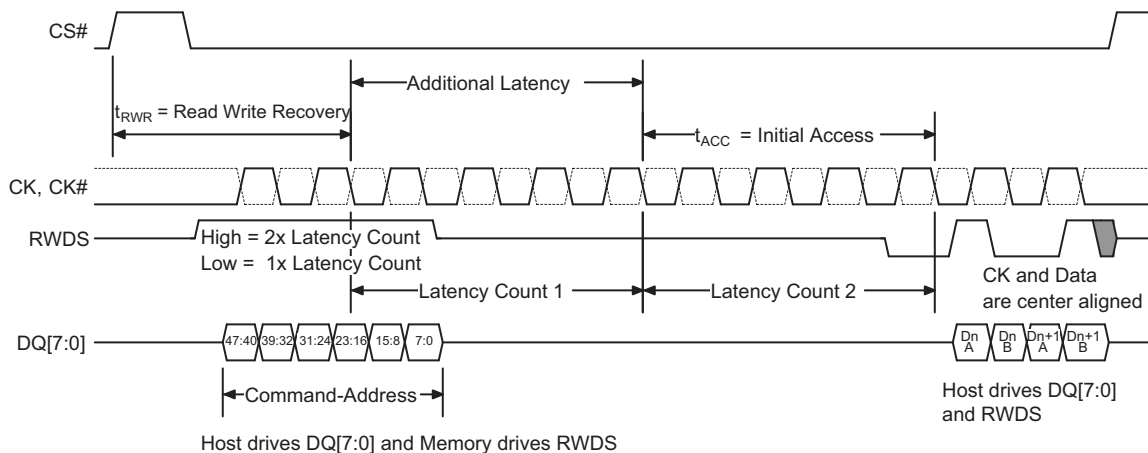 CS#
Additional Latency
tRWR = Read Write Recovery
tACC = Initial Access
CK, CK#
RWDS
High = 2x Latency Count
Low = 1x Latency Count
CK and Data
are center aligned
Latency Count 1
Latency Count 2
DQ[7:0]
47:40 39:32 31:24 23:16 15:8 7:0
Dn A
Dn B
Dn+1 A
Dn+1 B
Command-Address
Host drives DQ[7:0]
and RWDS
Host drives DQ[7:0] and Memory drives RWDS